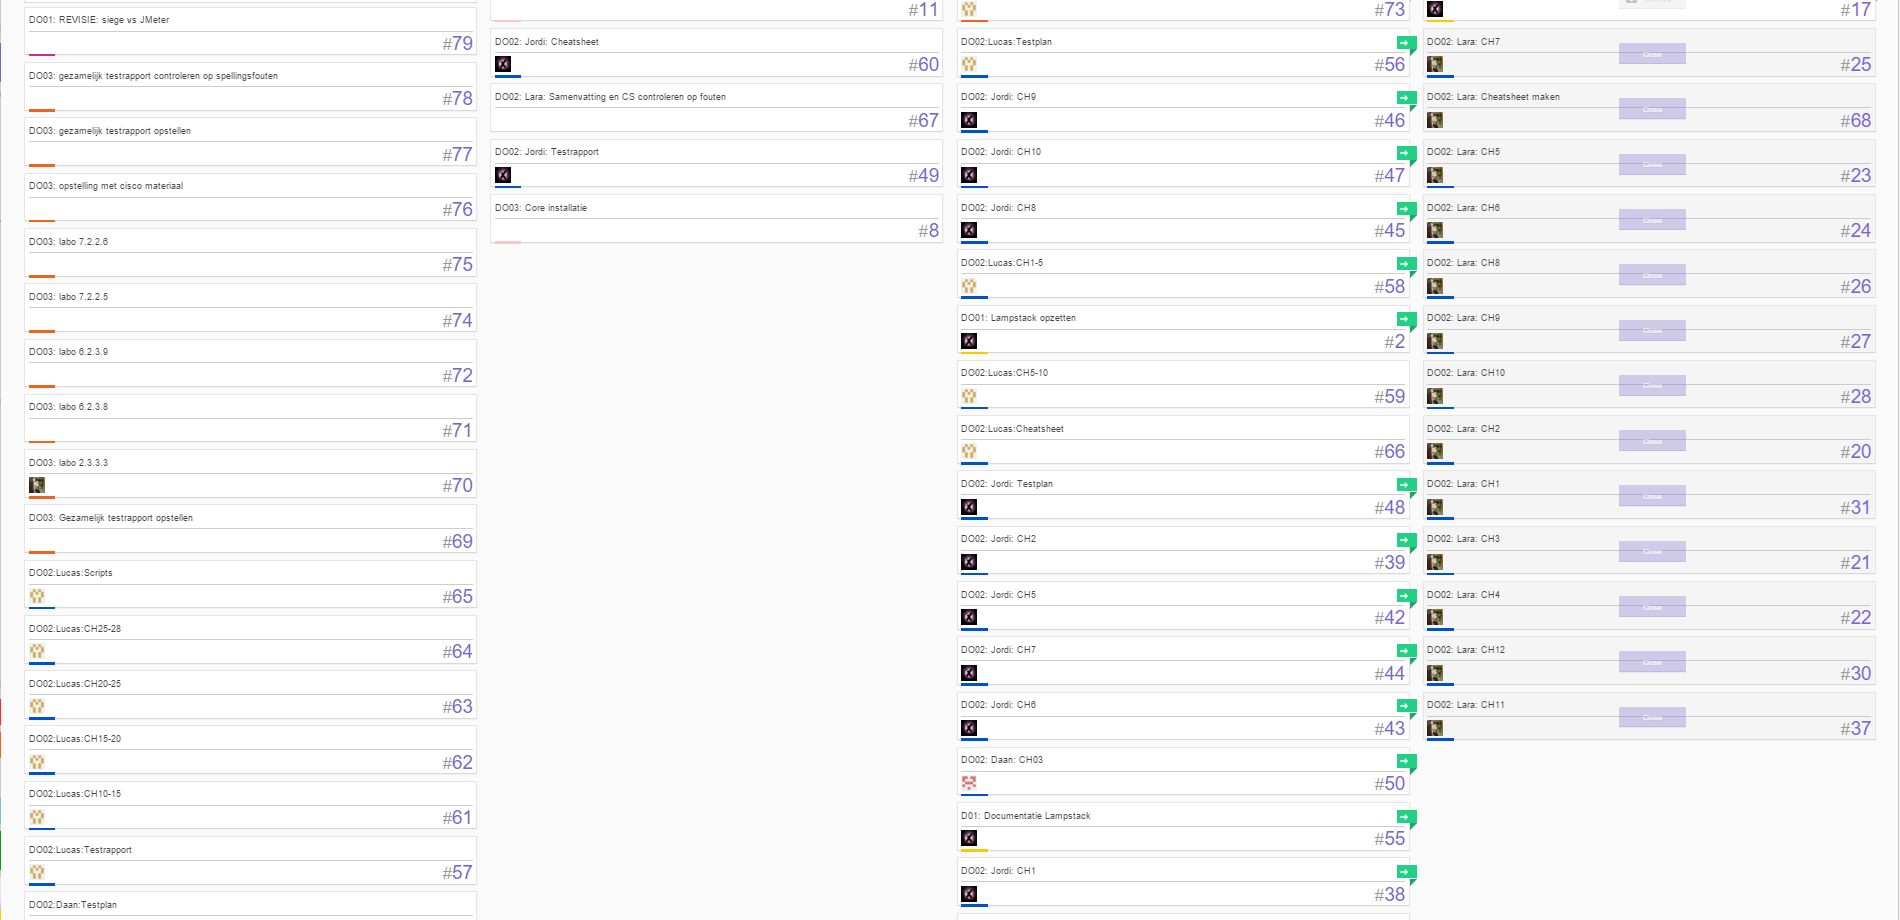 DO01: REVISIE: siege vs JMeter
#79
DO03: gezamelijk testrapport controleren op spellingsfouten
#78
DO03: gezamelijk testrapport opstellen
#77
DO03: opstelling met cisco materiaal
#76
DO03: labo 7.2.2.6
#75
DO03: labo 7.2.2.5
#74
DO03: labo 6.2.3.9
#72
DO03: labo 6.2.3.8
#71
DO03: labo 2.3.3.3
#70
DO03: Gezamelijk testrapport opstellen
#69
DO02:Lucas:Scripts
#65
DO02:Lucas:CH25-28
#64
DO02:Lucas:CH20-25
#63
DO02:Lucas:CH15-20
#62
DO02:Lucas:CH10-15
#61
DO02:Lucas:Testrapport
#57
DO02:Daan:Testplan
#11
DO02: Jordi: Cheatsheet
#60
DO02: Lara: Samenvatting en CS controleren op fouten
#67
DO02: Jordi: Testrapport
#49
DO03: Core installatie
#8
#73
DO02:Lucas:Testplan
#56
DO02: Jordi: CH9
#46
DO02: Jordi: CH10
#47
DO02: Jordi: CH8
#45
DO02:Lucas:CH1-5
#58
DO01: Lampstack opzetten
#2
DO02:Lucas:CH5-10
#59
DO02:Lucas:Cheatsheet
#66
DO02: Jordi: Testplan
#48
DO02: Jordi: CH2
#39
DO02: Jordi: CH5
#42
DO02: Jordi: CH7
#44
DO02: Jordi: CH6
#43
DO02: Daan: CH03
#50
D01: Documentatie Lampstack
#55
DO02: Jordi: CH1
#38
#17
DO02: Lara: CH7
Close
#25
DO02: Lara: Cheatsheet maken
Close
#68
DO02: Lara: CH5
Close
#23
DO02: Lara: CH6
Close
#24
DO02: Lara: CH8
Close
#26
DO02: Lara: CH9
Close
#27
DO02: Lara: CH10
Close
#28
DO02: Lara: CH2
Close
#20
DO02: Lara: CH1
Close
#31
DO02: Lara: CH3
Close
#21
DO02: Lara: CH4
Close
#22
DO02: Lara: CH12
Close
#30
DO02: Lara: CH11
Close
#37